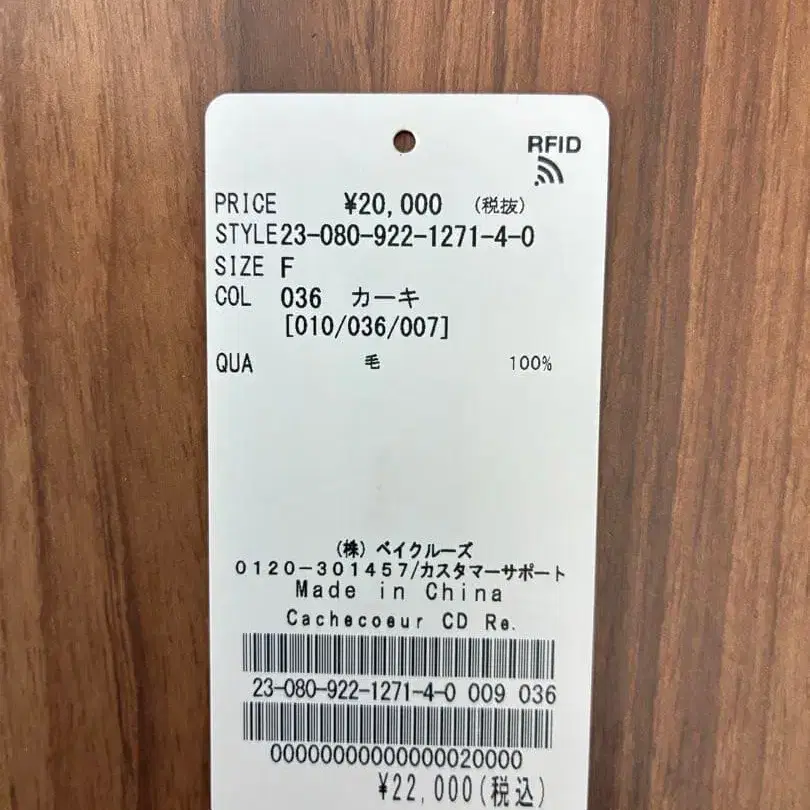 RFID
PRICE ¥20,000 (税抜)
STYLE23-080-922-1271-4-0
SIZE F
COL 036 カーキ
[010/036/007]
QUA 毛 100%
(株)ベイクルーズ
0120-301457/カスタマーサポート
Made in China
Cachecoeur CD Re.
23-080-922-1271-4-0 009 036
00000000000000020000
¥22,000(税込)